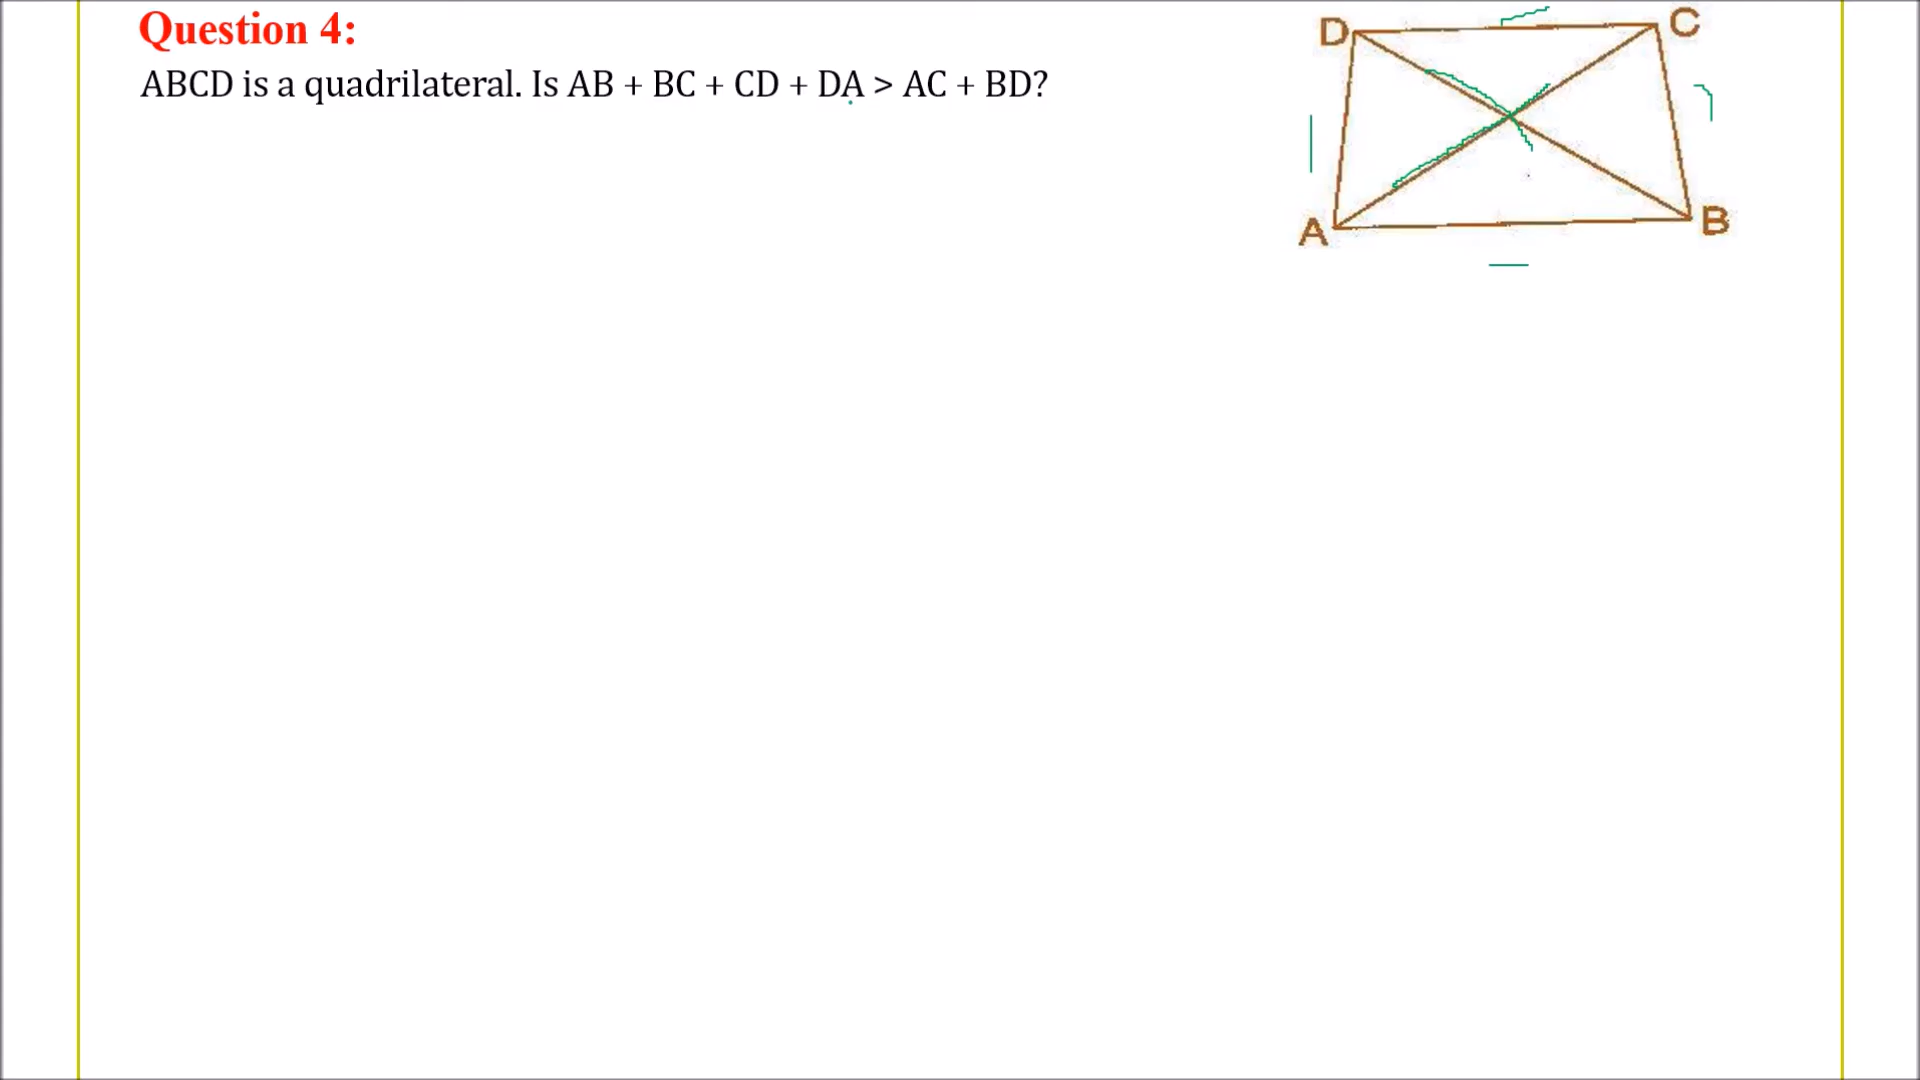 Question 4:
ABCD is a quadrilateral. Is AB + BC + CD + DA > AC + BD?
D
C
A
B